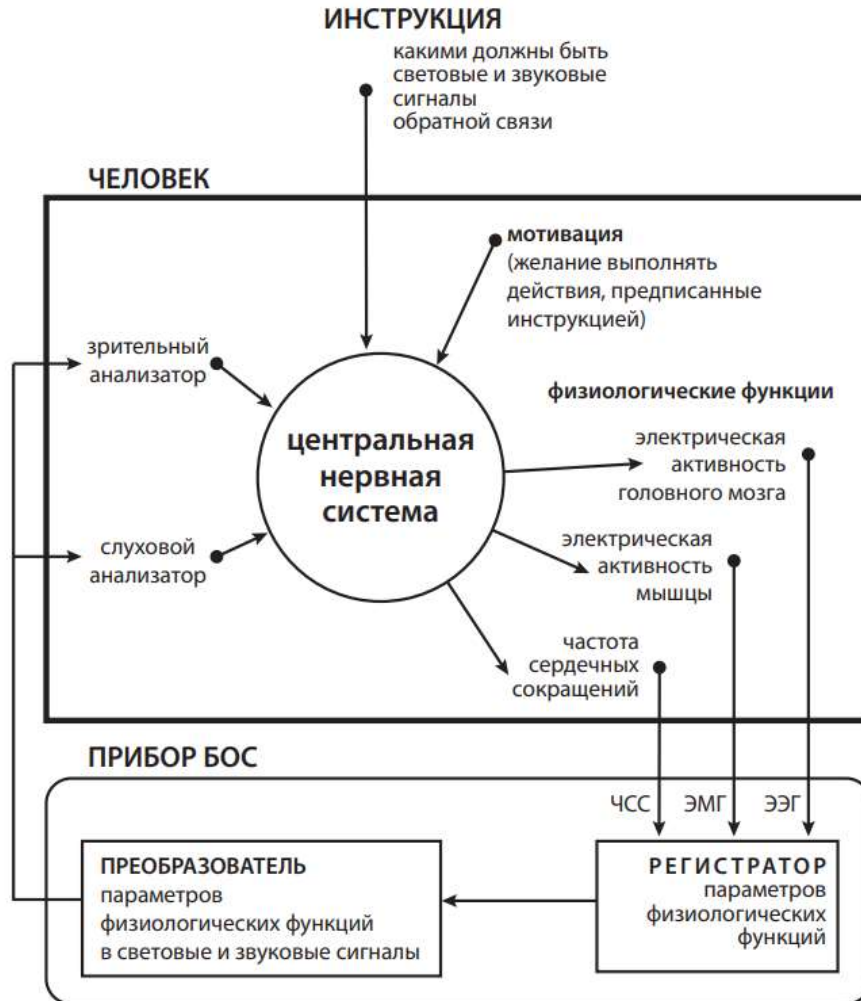 ИНСТРУКЦИЯ
какими должны быть
световые и звуковые
сигналы
обратной связи
ЧЕЛОВЕК
мотивация
(желание выполнять
действия, предписанные
инструкцией)
зрительный
анализатор
физиологические функции
центральная
нервная
система
электрическая
активность
головного мозга
слуховой
анализатор
электрическая
активность
мышцы
частота
сердечных
сокращений
ПРИБОР БОС
ЧСС ЭМГ ЭЭГ
ПРЕОБРАЗОВАТЕЛЬ
параметров
физиологических функций
в световые и звуковые сигналы
РЕГИСТРАТОР
параметров
физиологических
функций